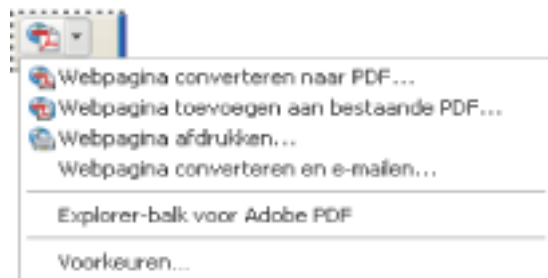 Webpagina converteren naar PDF...
Webpagina toevoegen aan bestaande PDF...
Webpagina afdrukken...
Webpagina converteren en e-mailen...
Explorer-balk voor Adobe PDF
Voorkeuren...